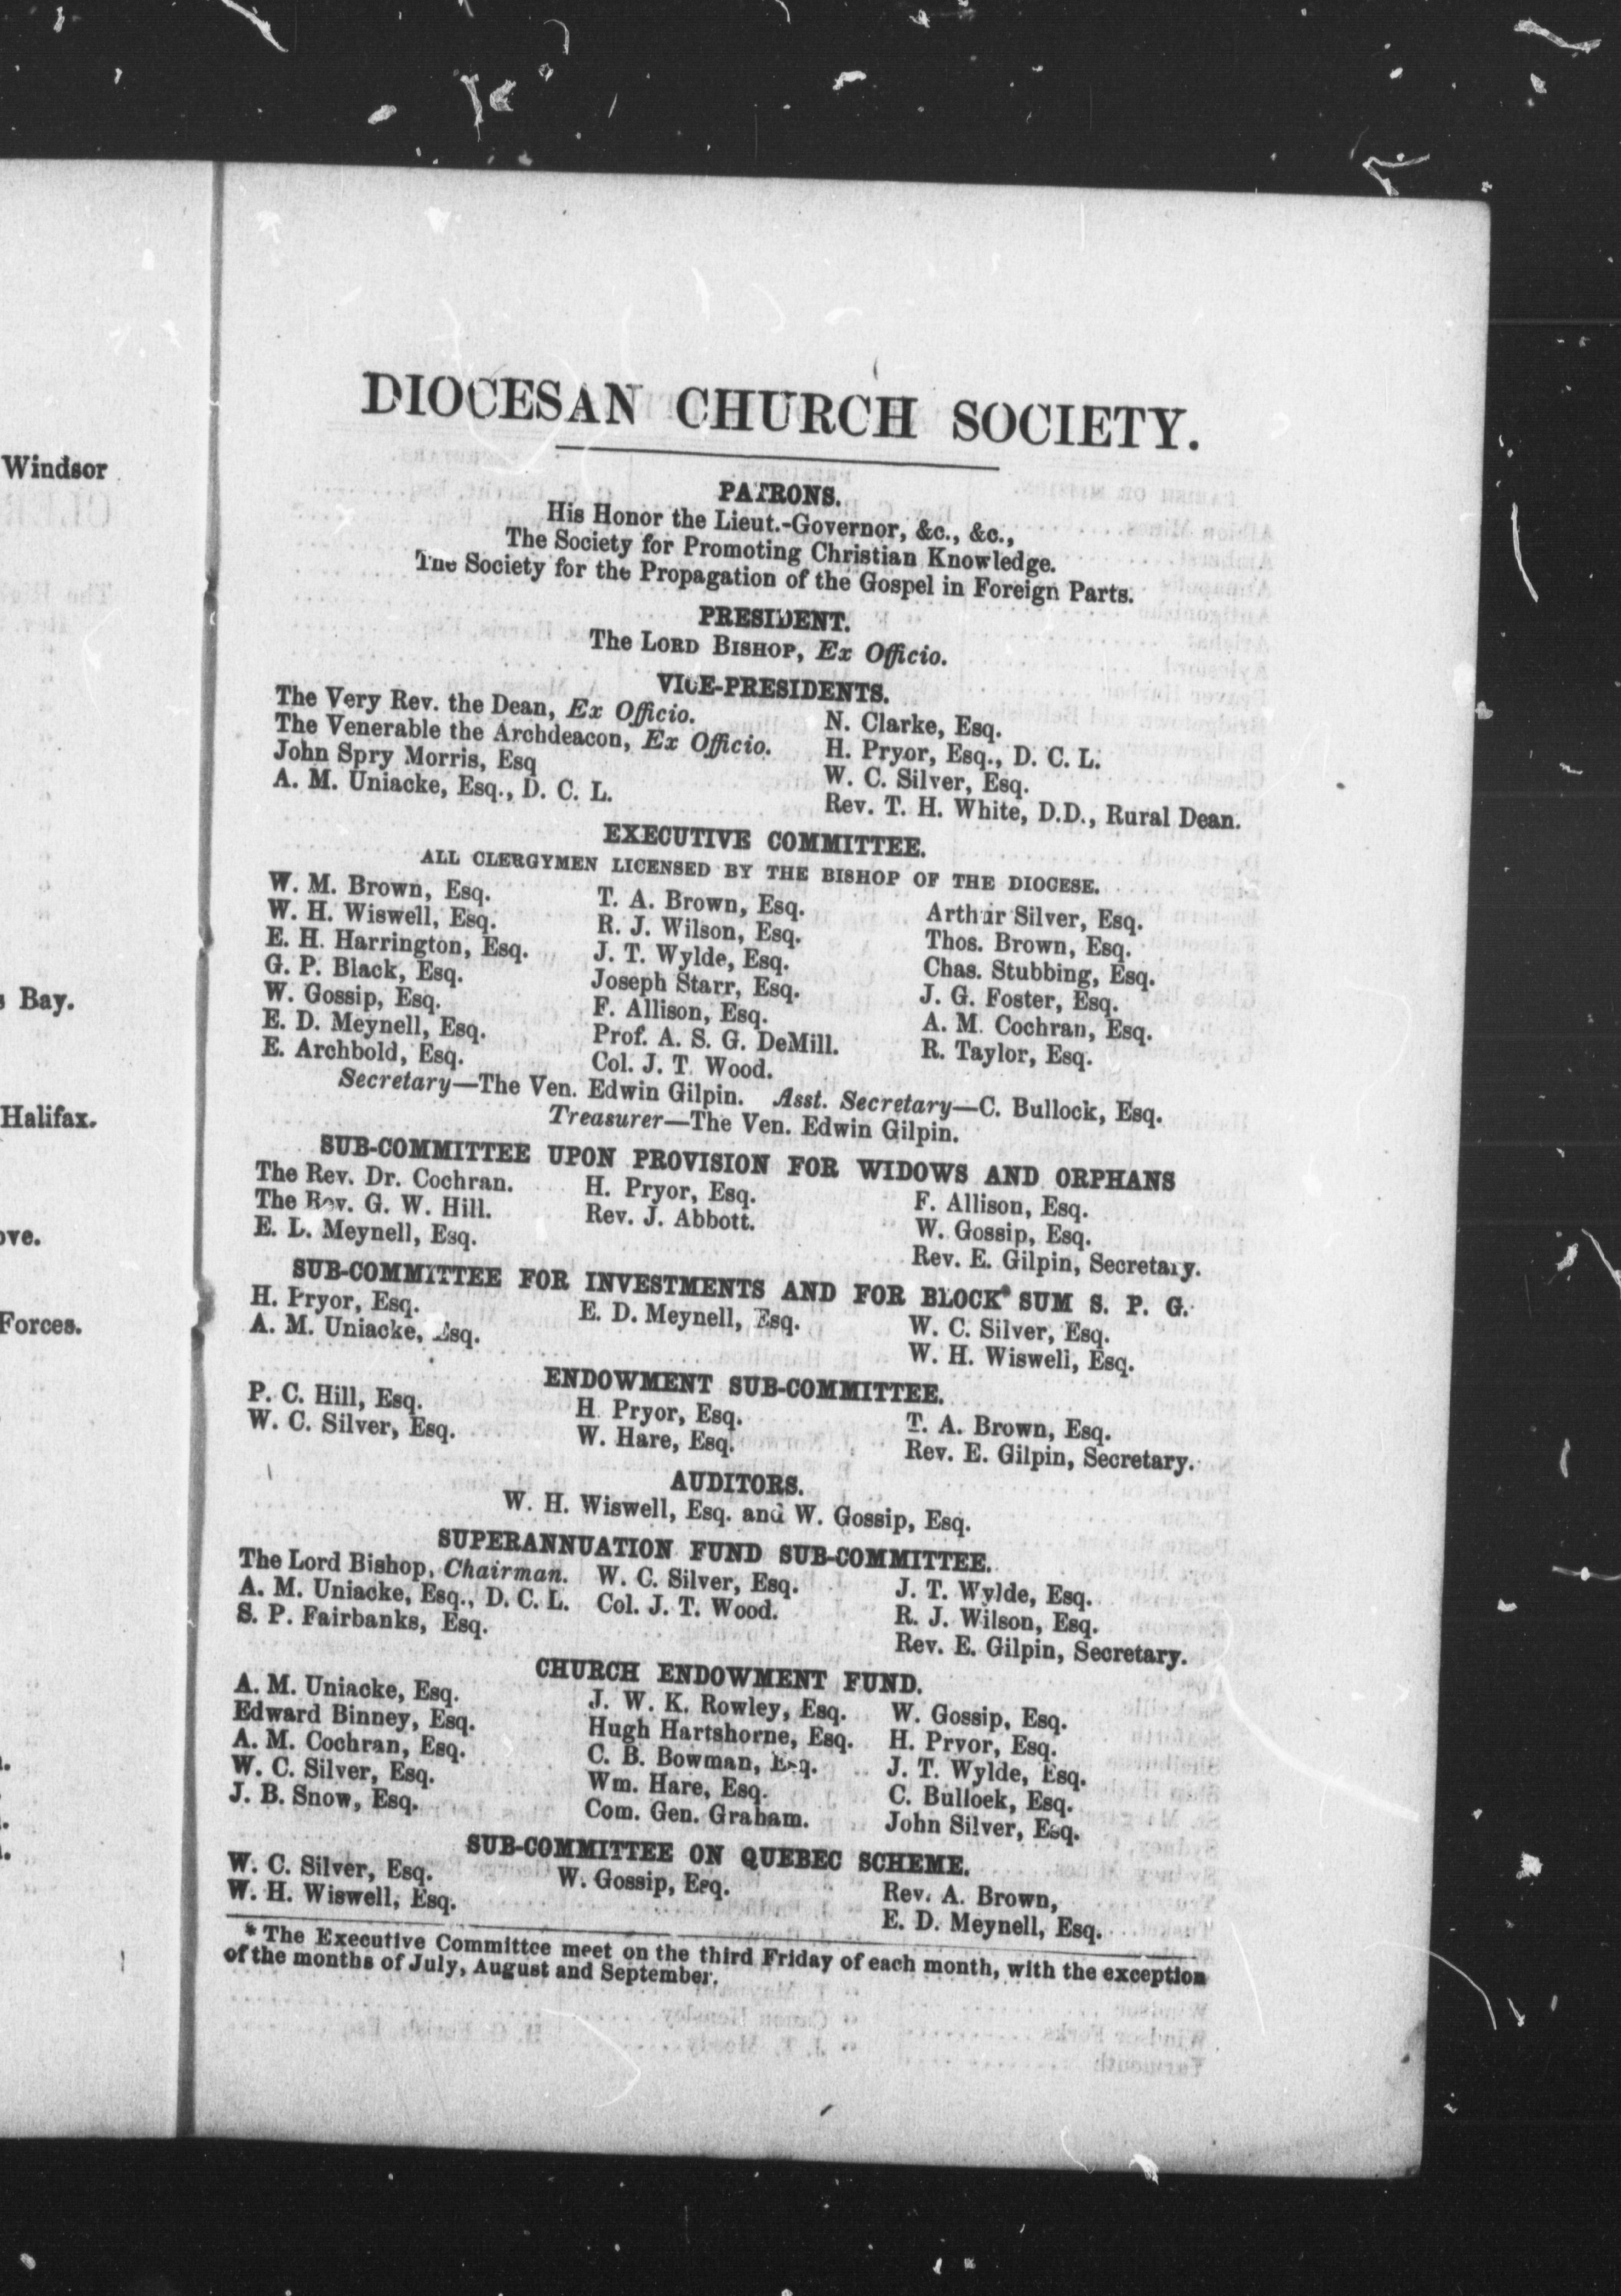 Windsor
Bay.
Halifax.
ove.
Forces.
DIOCESAN CHURCH SOCIETY.
PATRONS.
His Honor the Lieut.-Governor, &c., &c.,
The Society for Promoting Christian Knowledge.
The Society for the Propagation of the Gospel in Foreign Parts.
PRESIDENT.
The LORD BISHOP, Ex Officio.
VICE-PRESIDENTS.
The Very Rev. the Dean, Ex Officio. N. Clarke, Esq.
The Venerable the Archdeacon, Ex Officio. H. Pryor, Esq., D. C. L.
John Spry Morris, Esq W. C. Silver, Esq.
A. M. Uniacke, Esq., D. C. L. Rev. T. H. White, D.D., Rural Dean.
EXECUTIVE COMMITTEE.
ALL CLERGYMEN LICENSED BY THE BISHOP OF THE DIOCESE.
W. M. Brown, Esq. T. A. Brown, Esq. Arthur Silver, Esq.
W. H. Wiswell, Esq. R. J. Wilson, Esq. Thos. Brown, Esq.
E. H. Harrington, Esq. J. T. Wylde, Esq. Chas. Stubbing, Esq.
G. P. Black, Esq. Joseph Starr, Esq. J. G. Foster, Esq.
W. Gossip, Esq. F. Allison, Esq. A. M. Cochran, Esq.
E. D. Meynell, Esq. Prof. A. S. G. DeMill. R. Taylor, Esq.
E. Archbold, Esq. Col. J. T. Wood.
Secretary—The Ven. Edwin Gilpin. Asst. Secretary—C. Bullock, Esq.
Treasurer—The Ven. Edwin Gilpin.
SUB-COMMITTEE UPON PROVISION FOR WIDOWS AND ORPHANS
The Rev. Dr. Cochran. H. Pryor, Esq. F. Allison, Esq.
The Rev. G. W. Hill. Rev. J. Abbott. W. Gossip, Esq.
E. L. Meynell, Esq. Rev. E. Gilpin, Secretary.
SUB-COMMITTEE FOR INVESTMENTS AND FOR BLOCK* SUM S. P. G.
H. Pryor, Esq. E. D. Meynell, Esq. W. C. Silver, Esq.
A. M. Uniacke, Esq. W. H. Wiswell, Esq.
ENDOWMENT SUB-COMMITTEE.
P. C. Hill, Esq. H. Pryor, Esq. T. A. Brown, Esq.
W. C. Silver, Esq. W. Hare, Esq. Rev. E. Gilpin, Secretary.
AUDITORS.
W. H. Wiswell, Esq. and W. Gossip, Esq.
SUPERANNUATION FUND SUB-COMMITTEE.
The Lord Bishop, Chairman. W. C. Silver, Esq. J. T. Wylde, Esq.
A. M. Uniacke, Esq., D. C. L. Col. J. T. Wood. R. J. Wilson, Esq.
S. P. Fairbanks, Esq. Rev. E. Gilpin, Secretary.
CHURCH ENDOWMENT FUND.
A. M. Uniacke, Esq. J. W. K. Rowley, Esq. W. Gossip, Esq.
Edward Binney, Esq. Hugh Hartshorne, Esq. H. Pryor, Esq.
A. M. Cochran, Esq. C. B. Bowman, Esq. J. T. Wylde, Esq.
W. C. Silver, Esq. Wm. Hare, Esq. C. Bullock, Esq.
J. B. Snow, Esq. Com. Gen. Graham. John Silver, Esq.
SUB-COMMITTEE ON QUEBEC SCHEME.
W. C. Silver, Esq. W. Gossip, Esq. Rev. A. Brown,
W. H. Wiswell, Esq. E. D. Meynell, Esq.
* The Executive Committee meet on the third Friday of each month, with the exception
of the months of July, August and September.